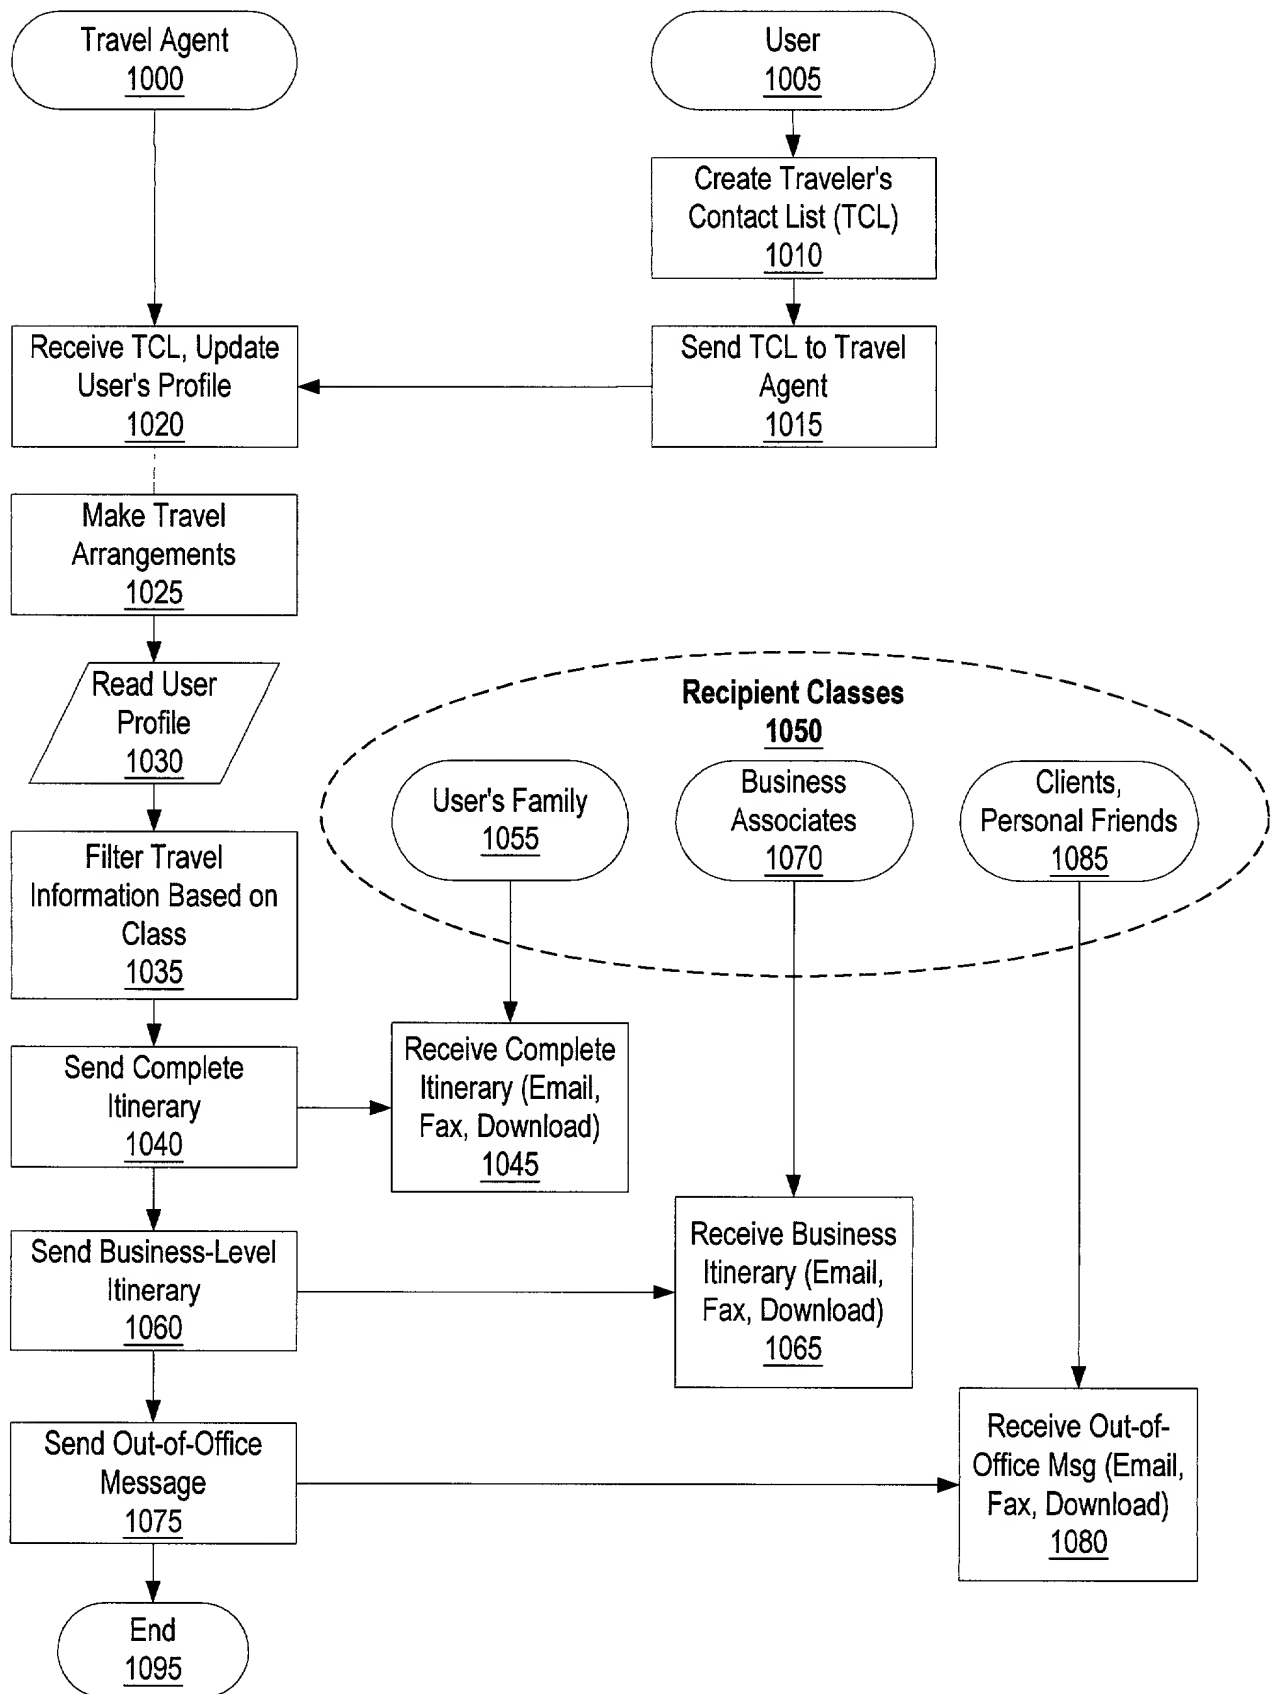 Travel Agent
1000
User
1005
Create Traveler's
Contact List (TCL)
1010
Receive TCL, Update
User's Profile
1020
Send TCL to Travel
Agent
1015
Make Travel
Arrangements
1025
Read User
Profile
1030
Recipient Classes
1050
User's Family
1055
Business
Associates
1070
Clients,
Personal Friends
1085
Filter Travel
Information Based on
Class
1035
Send Complete
Itinerary
1040
Receive Complete
Itinerary (Email,
Fax, Download)
1045
Send Business-Level
Itinerary
1060
Receive Business
Itinerary (Email,
Fax, Download)
1065
Send Out-of-Office
Message
1075
Receive Out-of-
Office Msg (Email,
Fax, Download)
1080
End
1095